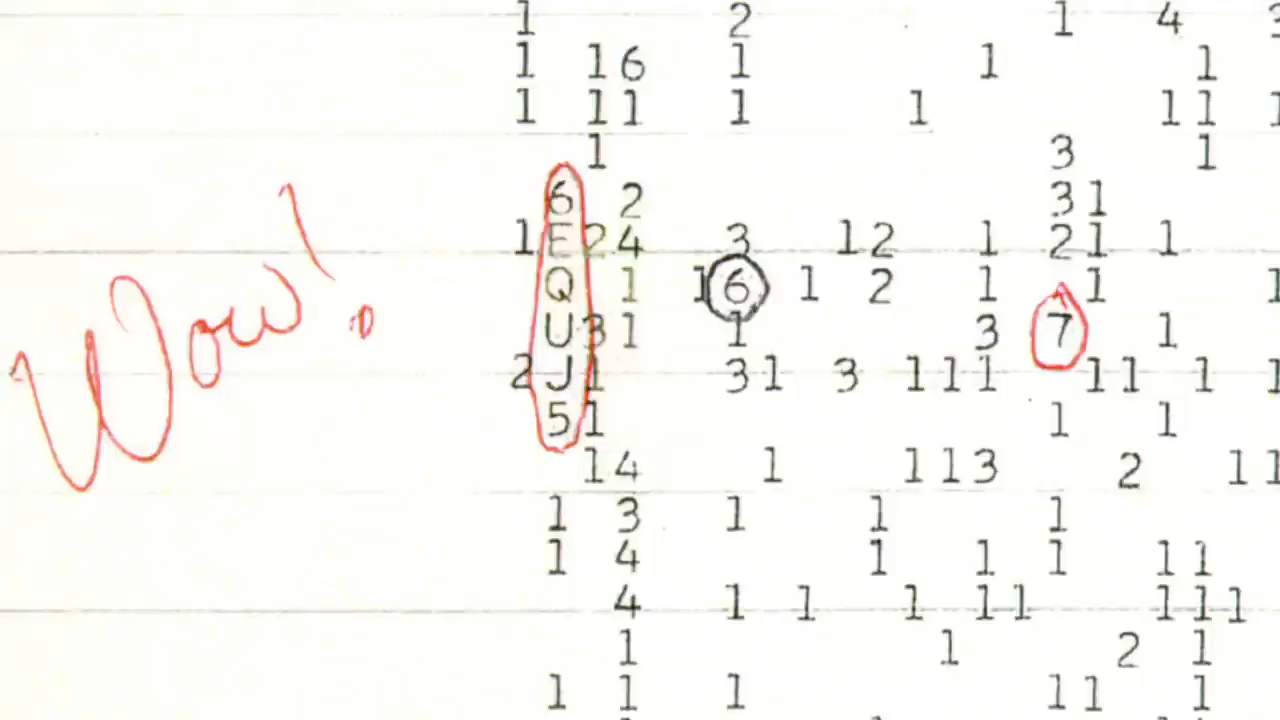 1 2 1 4 3
1 16 1 1 1
1 11 1 1 11 1
1 3 1
6 2 31
1E24 3 12 1 21 1
Q 1 16 1 2 1 1 1
U31 1 3 7 1
Wow!
2J1 31 3 111 11 1 1
51 1 1
14 1 113 2 11
1 3 1 1 1
1 4 1 1 1 11
4 1 1 1 11 111
1 1 2 1
1 1 1 11 1